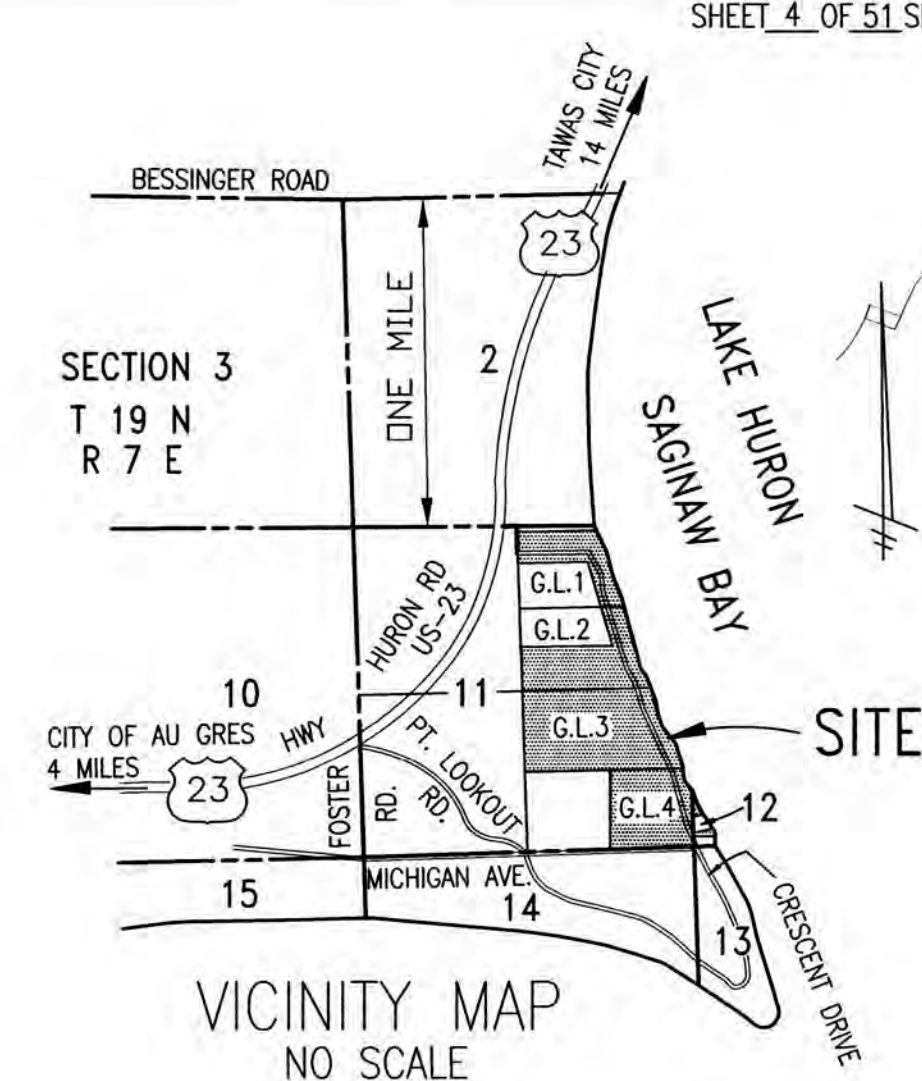 SHEET 4 OF 51 S
TAWAS CITY
14 MILES
BESSINGER ROAD
23
ONE MILE
2
SECTION 3
T 19 N
R 7 E
LAKE HURON
SAGINAW BAY
HURON RD
US-23
G.L.1
G.L.2
10
11
G.L.3
SITE
CITY OF AU GRES
4 MILES
HWY
23
PT. LOOKOUT
RD.
FOSTER
RD.
G.L.4
12
MICHIGAN AVE.
15
14
13
CRESCENT DRIVE
VICINITY MAP
NO SCALE